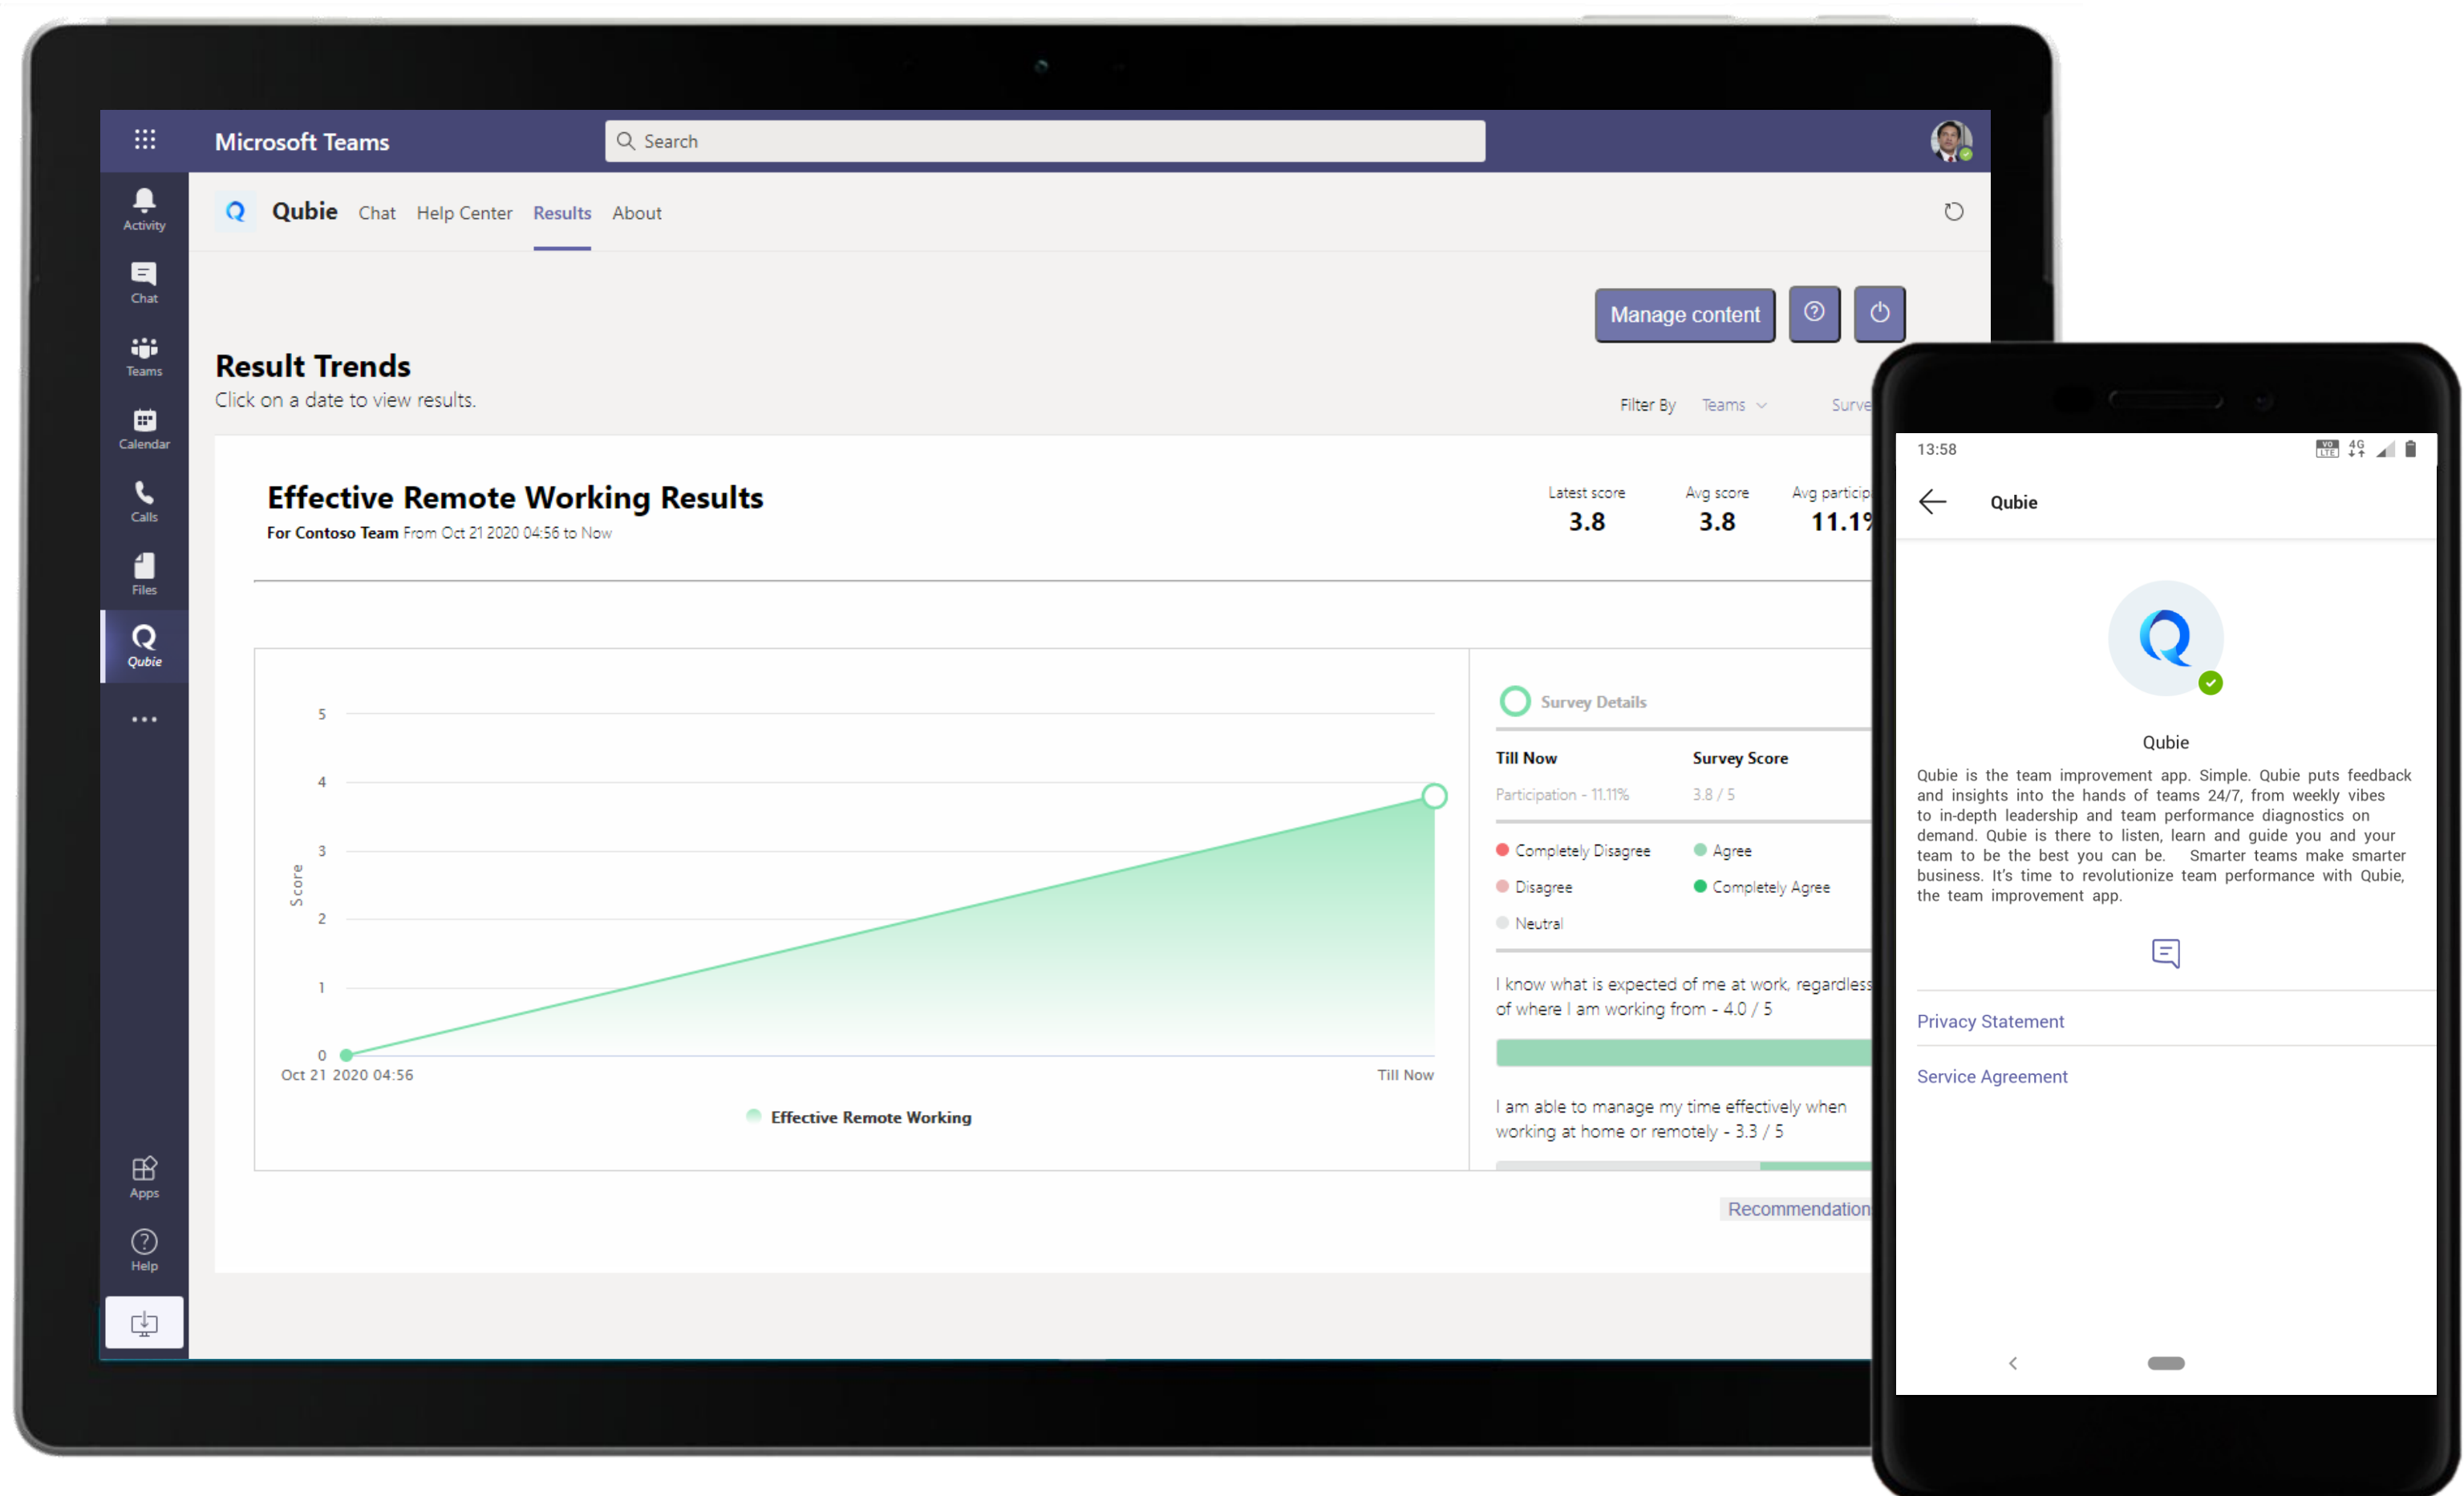 Microsoft Teams
Search
Activity
Chat
Teams
Calendar
Calls
Files
Qubie
Apps
Help
Qubie Chat Help Center Results About
Manage content
Result Trends
Click on a date to view results.
Filter By Teams
Effective Remote Working Results
For Contoso Team From Oct 21 2020 04:56 to Now
Latest score Avg score Avg
3.8 3.8 11.1
5
4
3
2
1
0
Score
Oct 21 2020 04:56 Till Now
Effective Remote Working
Survey Details
Till Now Survey Score
Participation - 11.11% 3.8 / 5
Completely Disagree Agree
Disagree Completely Agree
Neutral
I know what is expected of me at work, regardless
of where I am working from - 4.0 / 5
I am able to manage my time effectively when
working at home or remotely - 3.3 / 5
Recommendation
13:58
VO LTE 4G
Qubie
Qubie
Qubie is the team improvement app. Simple. Qubie puts feedback
and insights into the hands of teams 24/7, from weekly vibes
to in-depth leadership and team performance diagnostics on
demand. Qubie is there to listen, learn and guide you and your
team to be the best you can be. Smarter teams make smarter
business. It's time to revolutionize team performance with Qubie,
the team improvement app.
Privacy Statement
Service Agreement